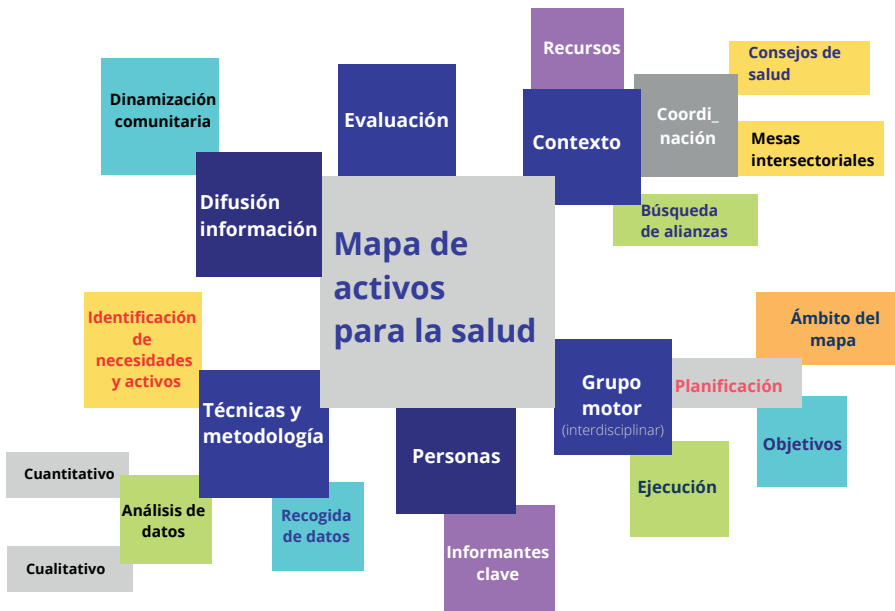 Recursos
Consejos de
salud
Dinamización
comunitaria
Evaluación
Contexto
Coordi_
nación
Mesas
intersectoriales
Difusión
información
Búsqueda
de alianzas
Mapa de
activos
para la salud
Identificación
de
necesidades
y activos
Ámbito del
mapa
Grupo
motor
(interdisciplinar)
Planificación
Técnicas y
metodología
Personas
Objetivos
Cuantitativo
Ejecución
Análisis de
datos
Recogida
de datos
Informantes
clave
Cualitativo